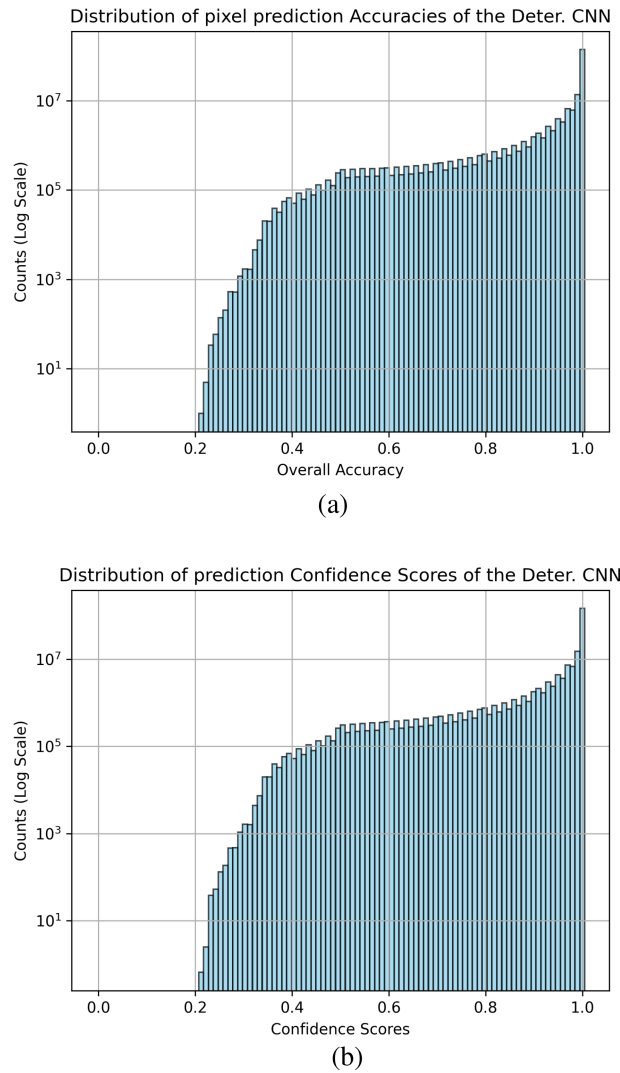 Distribution of pixel prediction Accuracies of the Deter. CNN
Counts (Log Scale)
10^7
10^5
10^3
10^1
0.0 0.2 0.4 0.6 0.8 1.0
Overall Accuracy
(a)
Distribution of prediction Confidence Scores of the Deter. CNN
Counts (Log Scale)
10^7
10^5
10^3
10^1
0.0 0.2 0.4 0.6 0.8 1.0
Confidence Scores
(b)